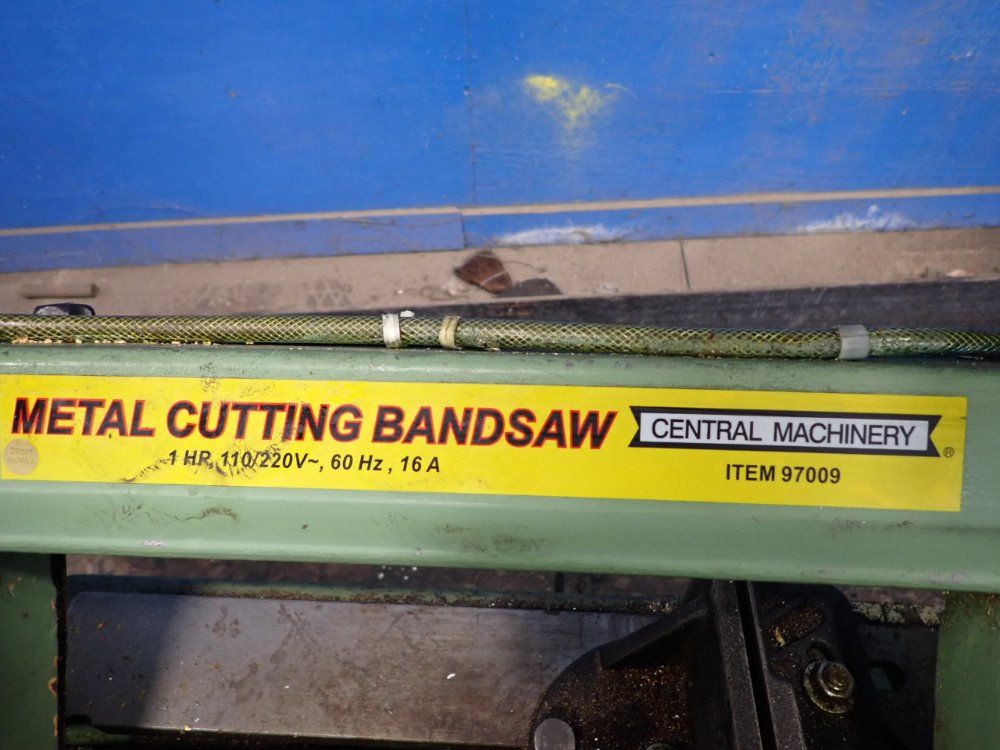 METAL CUTTING BANDSAW
1 HP, 110/220V~, 60 Hz , 16 A
CENTRAL MACHINERY ®
ITEM 97009